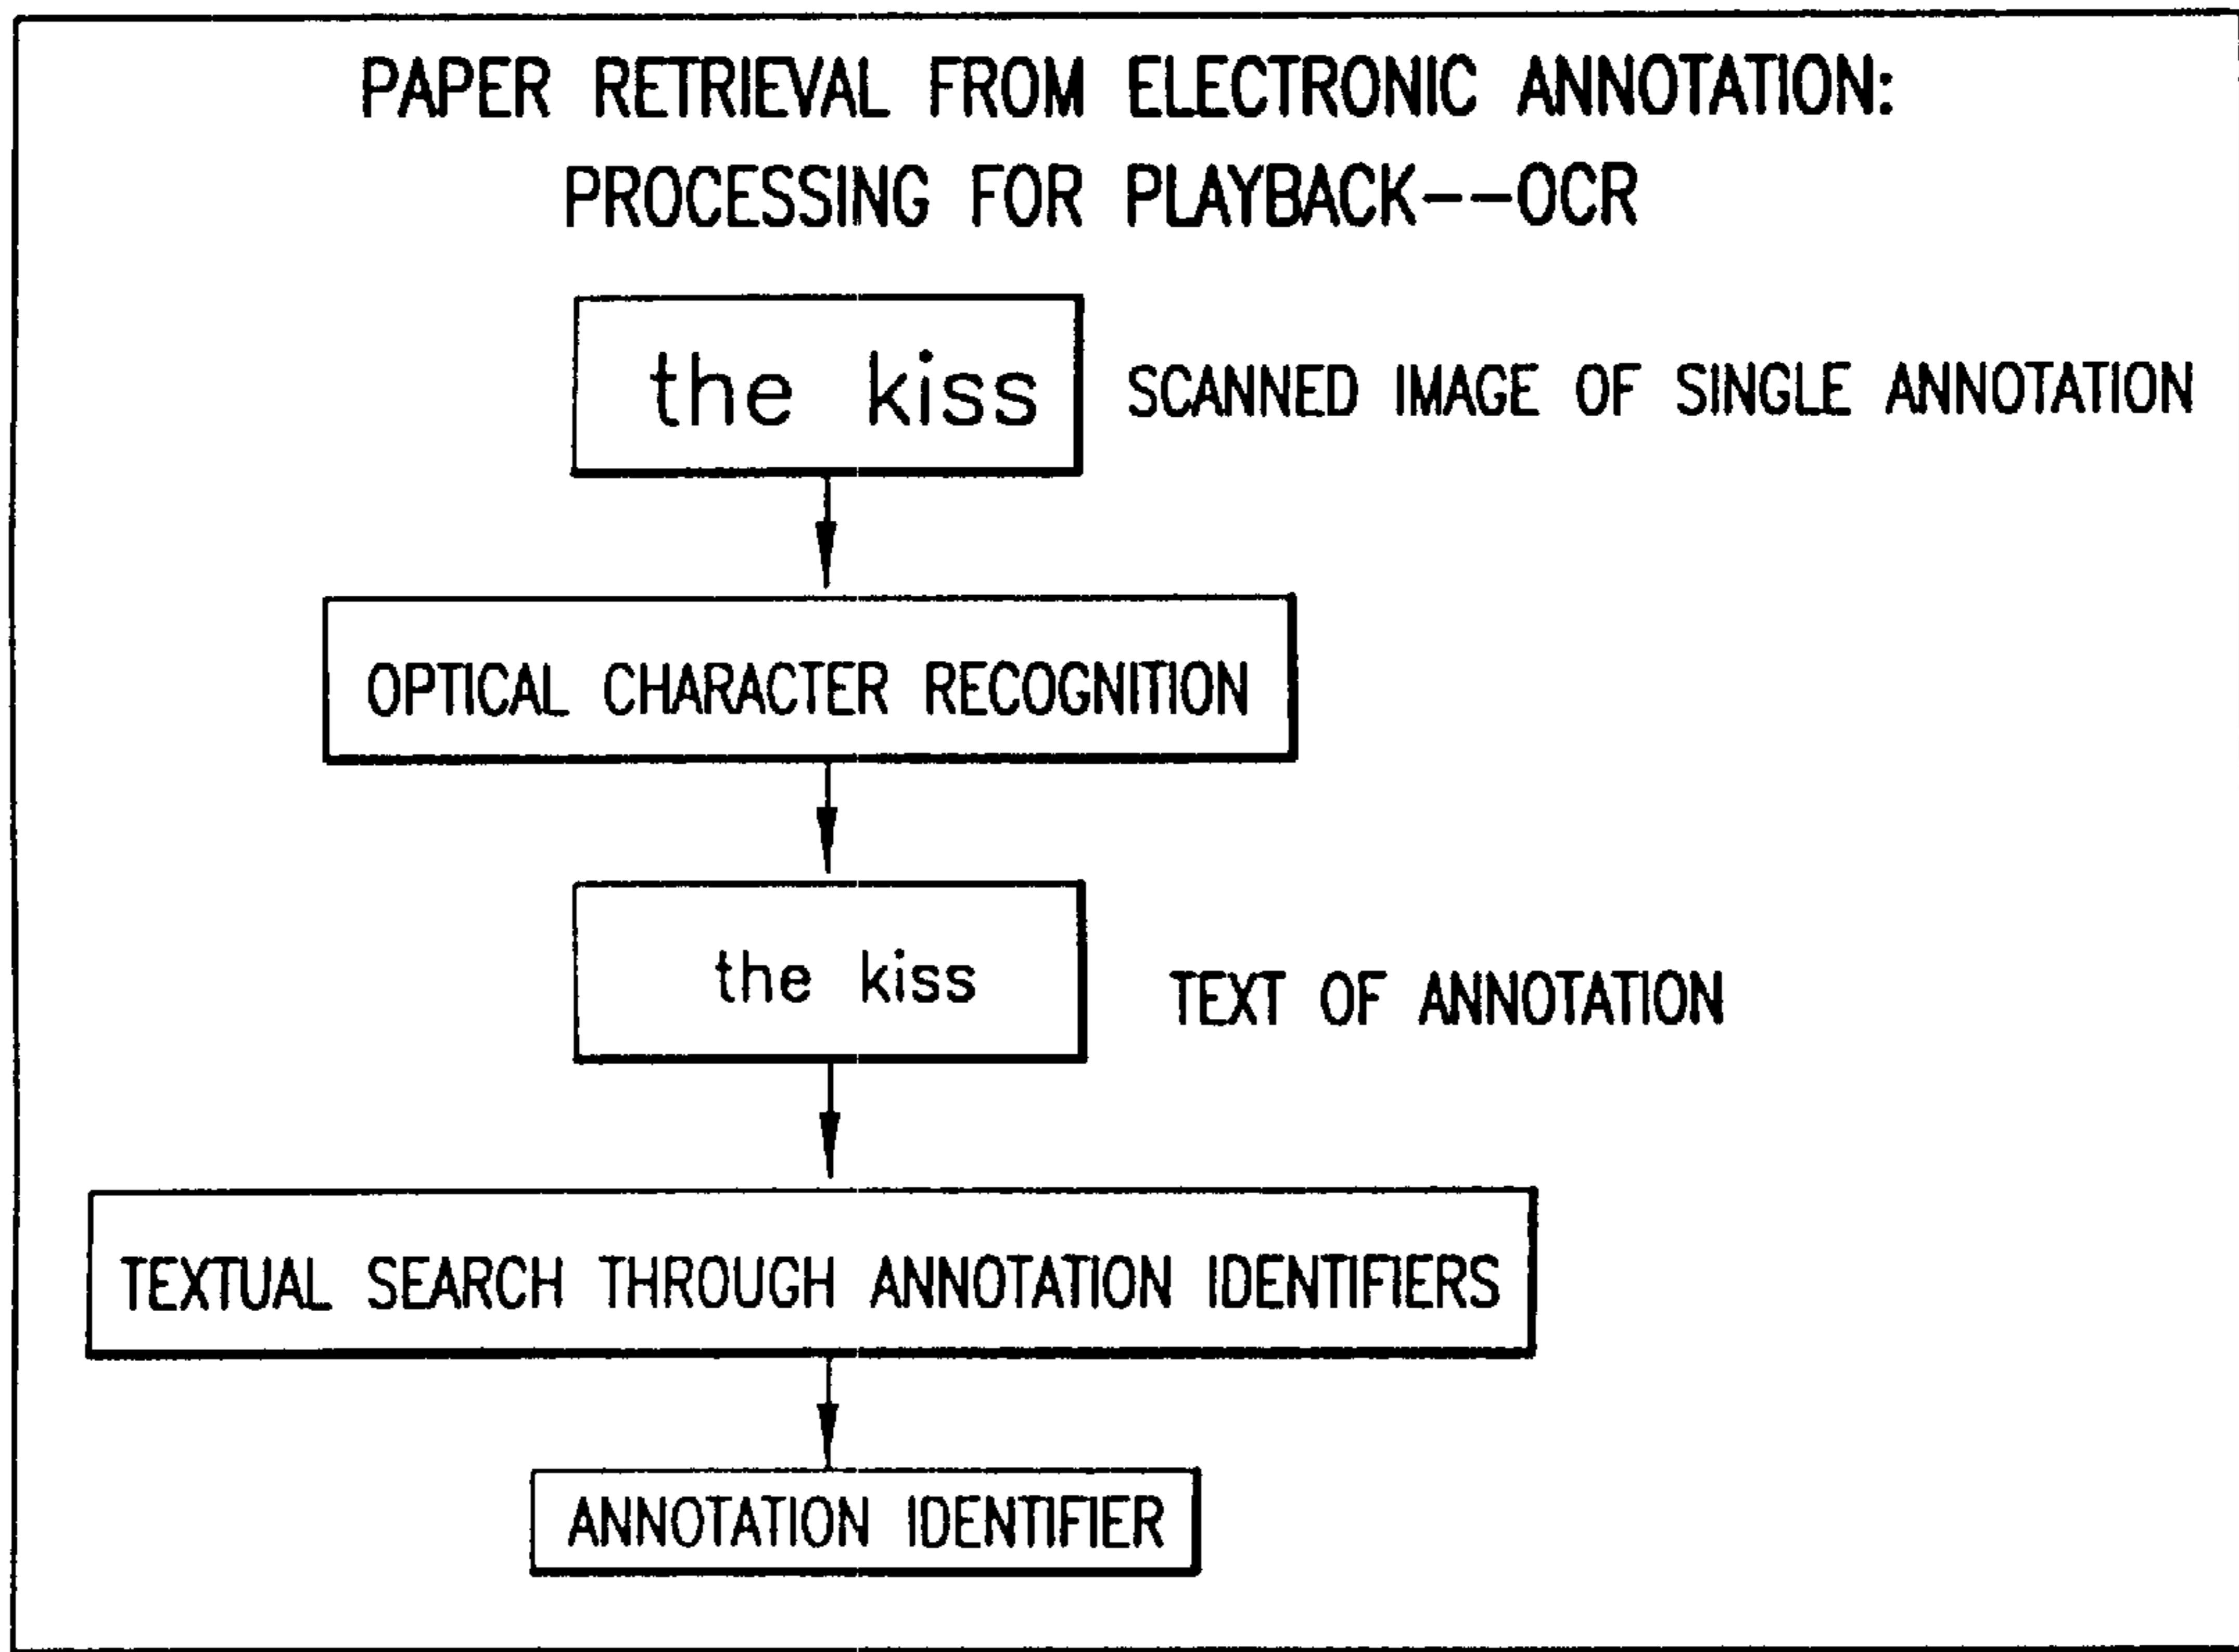 PAPER RETRIEVAL FROM ELECTRONIC ANNOTATION:
PROCESSING FOR PLAYBACK--OCR
the kiss
SCANNED IMAGE OF SINGLE ANNOTATION
OPTICAL CHARACTER RECOGNITION
the kiss
TEXT OF ANNOTATION
TEXTUAL SEARCH THROUGH ANNOTATION IDENTIFIERS
ANNOTATION IDENTIFIER